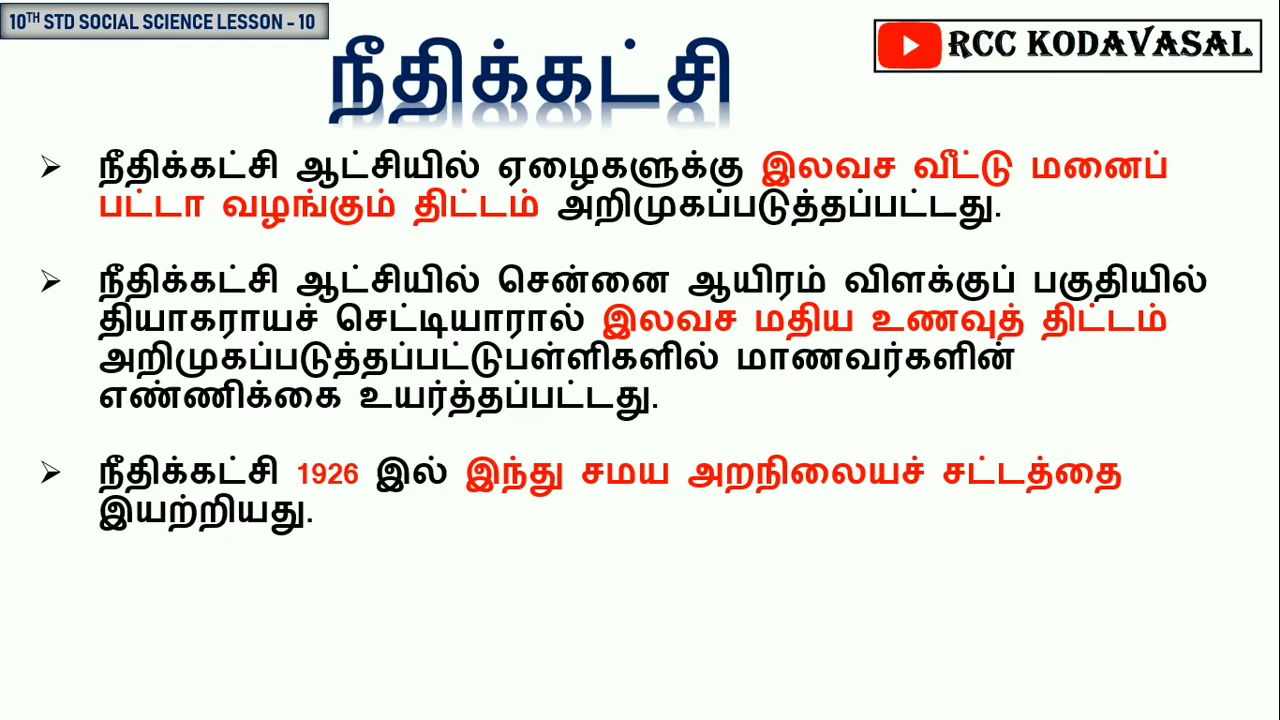 10TH STD SOCIAL SCIENCE LESSON - 10
RCC KODAVASAL
நீதிக்கட்சி
நீதிக்கட்சி ஆட்சியில் ஏழைகளுக்கு இலவச வீட்டு மனைப்
பட்டா வழங்கும் திட்டம் அறிமுகப்படுத்தப்பட்டது.
நீதிக்கட்சி ஆட்சியில் சென்னை ஆயிரம் விளக்குப் பகுதியில்
தியாகராயச் செட்டியாரால் இலவச மதிய உணவுத் திட்டம்
அறிமுகப்படுத்தப்பட்டுபள்ளிகளில் மாணவர்களின்
எண்ணிக்கை உயர்த்தப்பட்டது.
நீதிக்கட்சி 1926 இல் இந்து சமய அறநிலையச் சட்டத்தை
இயற்றியது.